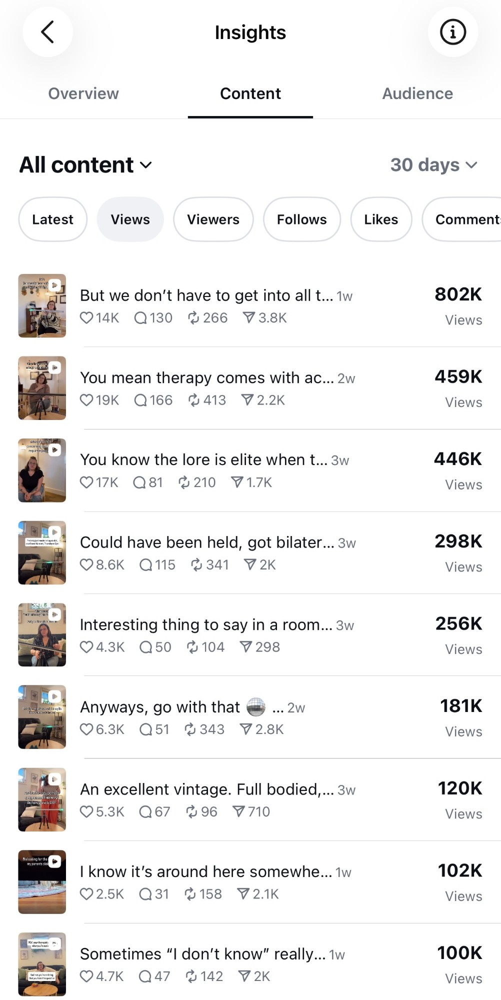 Insights
Overview Content Audience
All content 30 days
Latest Views Viewers Follows Likes Comments
But we don’t have to get into all t... 1w
802K
14K 130 266 3.8K
Views
You mean therapy comes with ac... 2w
459K
19K 166 413 2.2K
Views
You know the lore is elite when t... 3w
446K
17K 81 210 1.7K
Views
Could have been held, got bilater... 3w
298K
8.6K 115 341 2K
Views
Interesting thing to say in a room... 3w
256K
4.3K 50 104 298
Views
Anyways, go with that 🪩 ... 2w
181K
6.3K 51 343 2.8K
Views
An excellent vintage. Full bodied,... 3w
120K
5.3K 67 96 710
Views
I know it’s around here somewhe... 1w
102K
2.5K 31 158 2.1K
Views
Sometimes “I don’t know” really... 1w
100K
4.7K 47 142 2K
Views